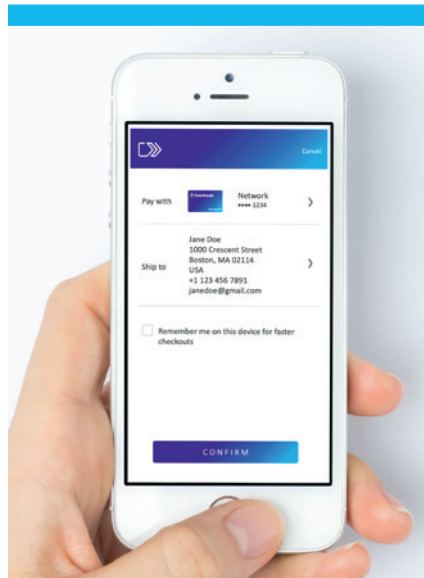 Cancel
Pay with
Network
•••• 1234
Ship to
Jane Doe
1000 Crescent Street
Boston, MA 02114
USA
+1 123 456 7891
janedoe@gmail.com
Remember me on this device for faster
checkouts
CONFIRM